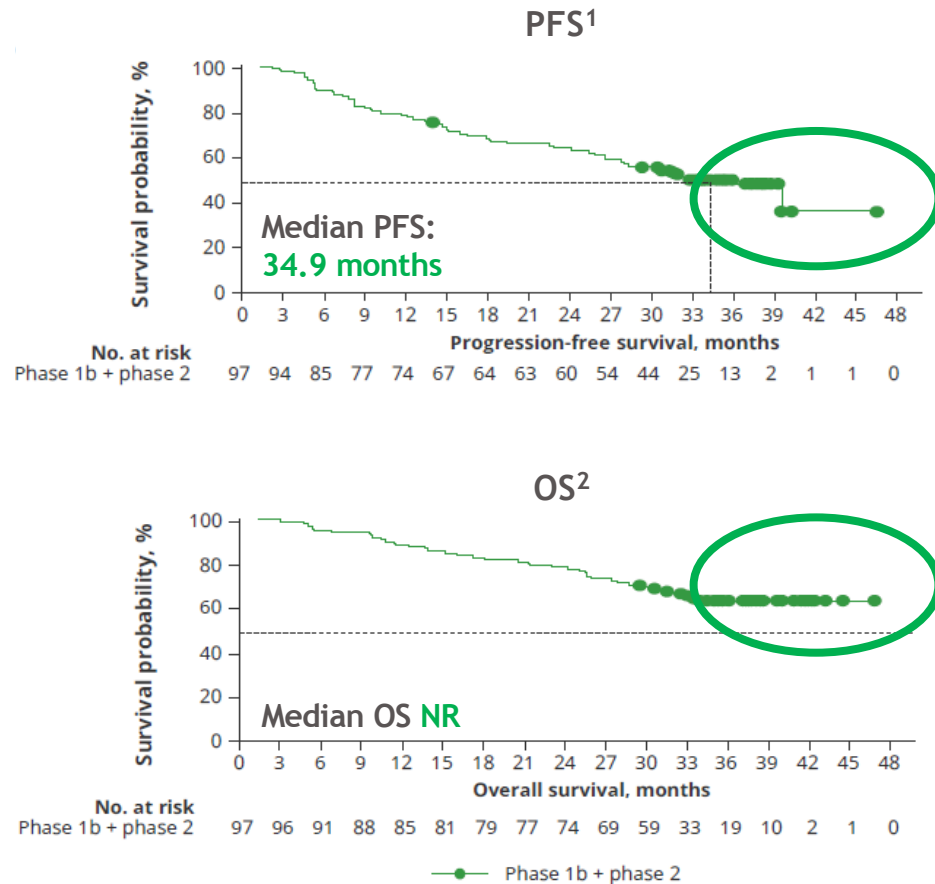 PFS¹
Survival probability, %
100
80
60
40
20
0
Median PFS:
34.9 months
0 3 6 9 12 15 18 21 24 27 30 33 36 39 42 45 48
Progression-free survival, months
No. at risk
Phase 1b + phase 2 97 94 85 77 74 67 64 63 60 54 44 25 13 2 1 1 0
OS²
Survival probability, %
100
80
60
40
20
0
Median OS NR
0 3 6 9 12 15 18 21 24 27 30 33 36 39 42 45 48
Overall survival, months
No. at risk
Phase 1b + phase 2 97 96 91 88 85 81 79 77 74 69 59 33 19 10 2 1 0
Phase 1b + phase 2